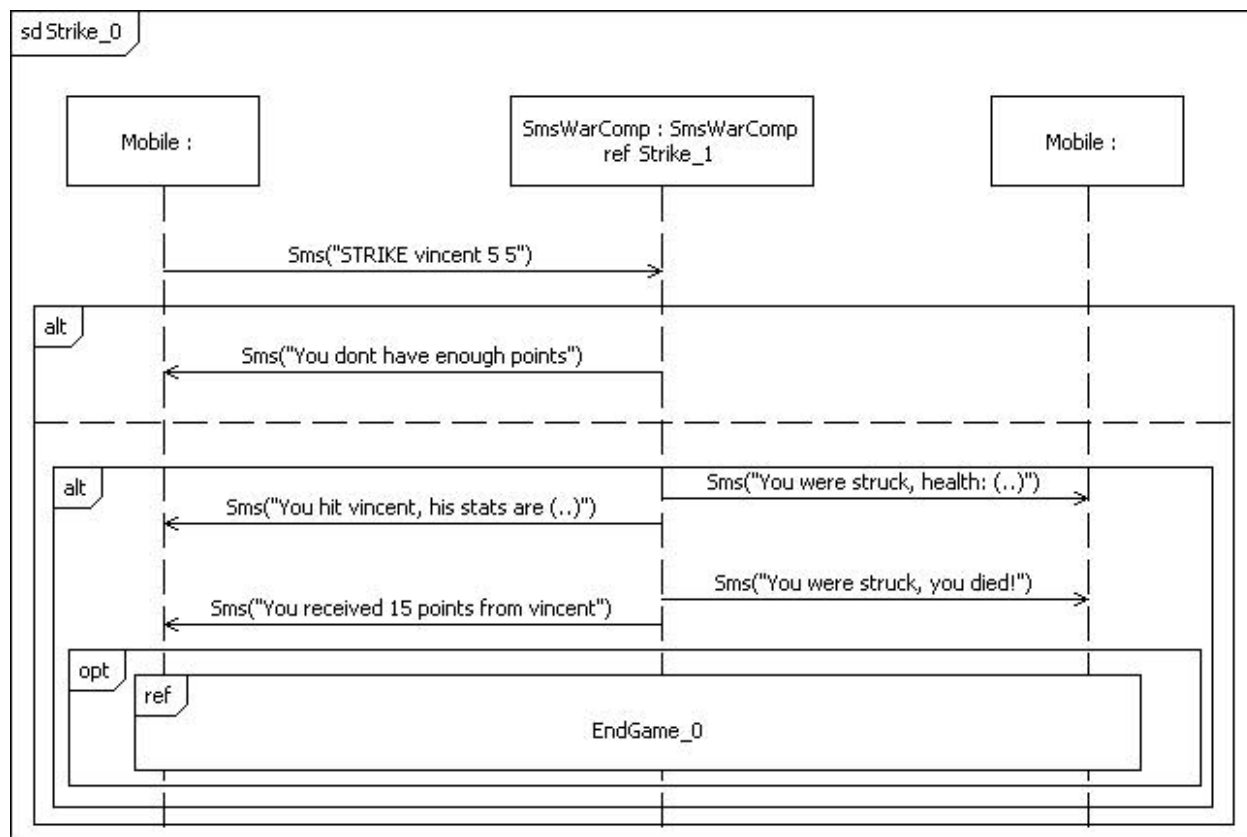 sd Strike_0
Mobile :
SmsWarComp : SmsWarComp
ref Strike_1
Mobile :
Sms("STRIKE vincent 5 5")
alt
Sms("You dont have enough points")
alt
Sms("You were struck, health: (..)")
Sms("You hit vincent, his stats are (..)")
Sms("You were struck, you died!")
Sms("You received 15 points from vincent")
opt
ref
EndGame_0